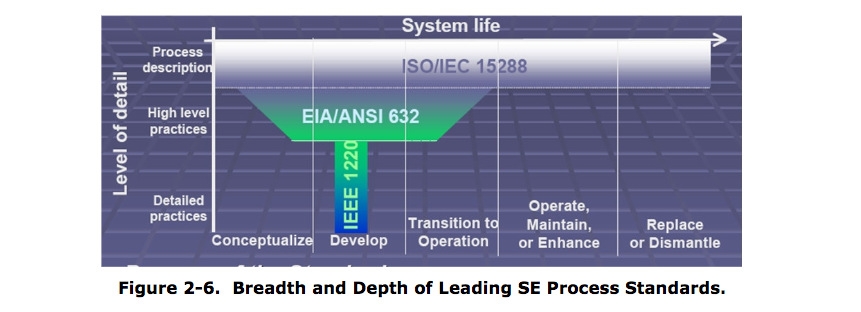 System life
Process
description
ISO/IEC 15288
Level of detail
High level
practices
EIA/ANSI 632
IEEE 1220
Detailed
practices
Conceptualize
Develop
Transition to
Operation
Operate,
Maintain,
or Enhance
Replace
or Dismantle
Figure 2-6. Breadth and Depth of Leading SE Process Standards.